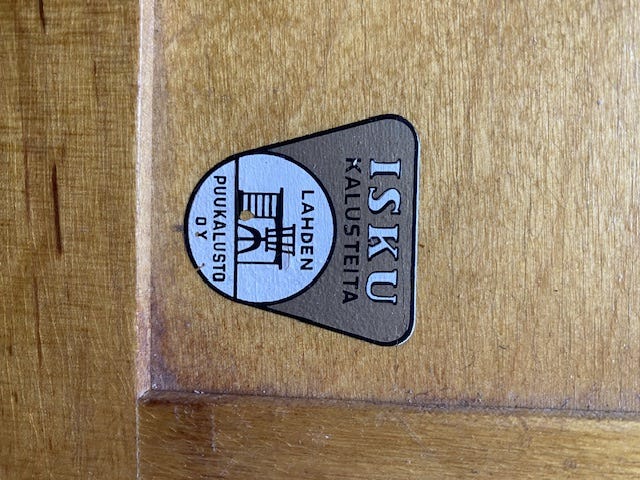 ISKU
KALUSTEITA
LAHDEN
PUUKALUSTO
OY